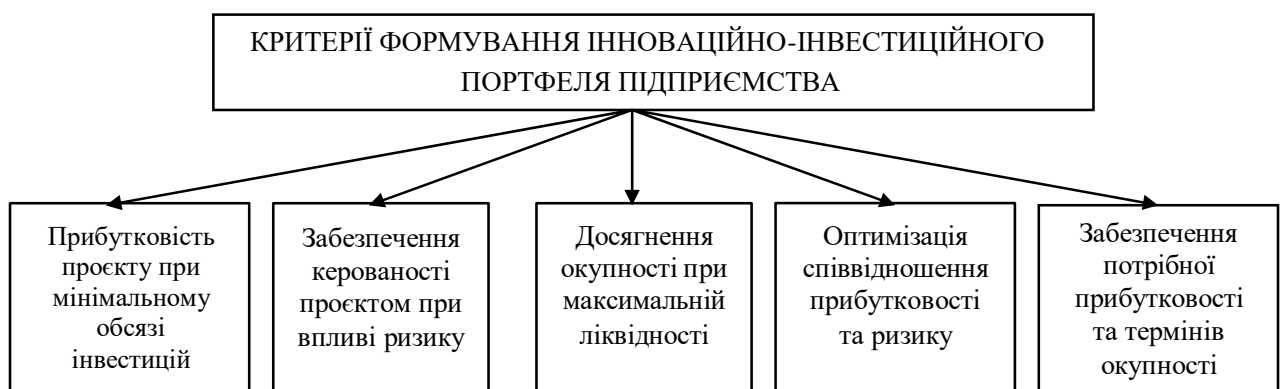 КРИТЕРІЇ ФОРМУВАННЯ ІННОВАЦІЙНО-ІНВЕСТИЦІЙНОГО
ПОРТФЕЛЯ ПІДПРИЄМСТВА
Прибутковість
проєкту при
мінімальному
обсязі
інвестицій
Забезпечення
керованості
проєктом при
впливі ризику
Досягнення
окупності при
максимальній
ліквідності
Оптимізація
співвідношення
прибутковості
та ризику
Забезпечення
потрібної
прибутковості
та термінів
окупності